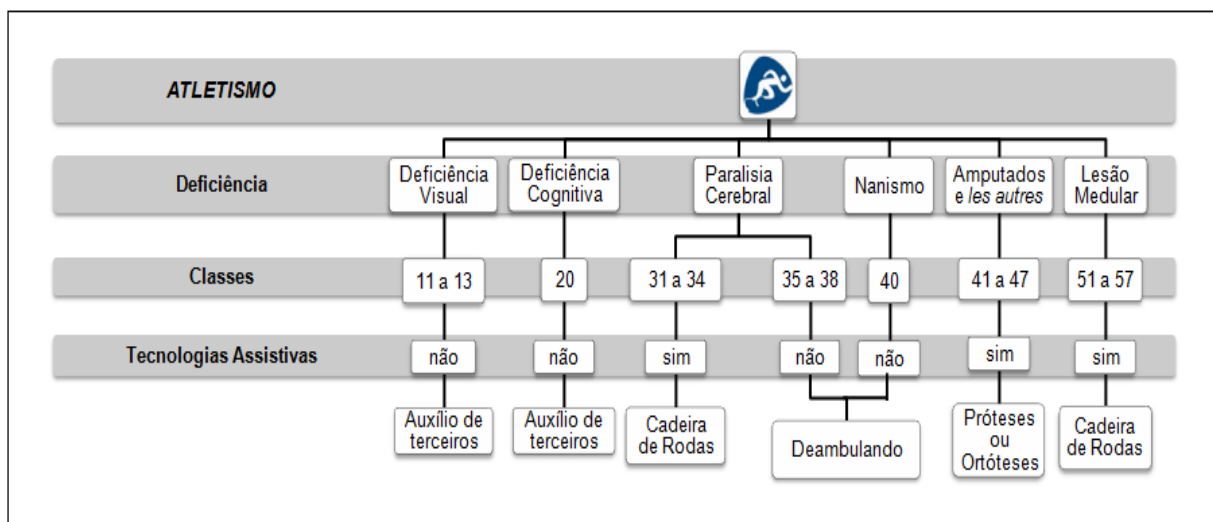 ATLETISMO
Deficiência
Deficiência
Visual
Deficiência
Cognitiva
Paralisia
Cerebral
Nanismo
Amputados
e les autres
Lesão
Medular
Classes
11 a 13
20
31 a 34
35 a 38
40
41 a 47
51 a 57
Tecnologias Assistivas
não
não
sim
não
não
sim
sim
Auxílio de
terceiros
Auxílio de
terceiros
Cadeira
de Rodas
Deambulando
Próteses
ou
Ortóteses
Cadeira
de Rodas